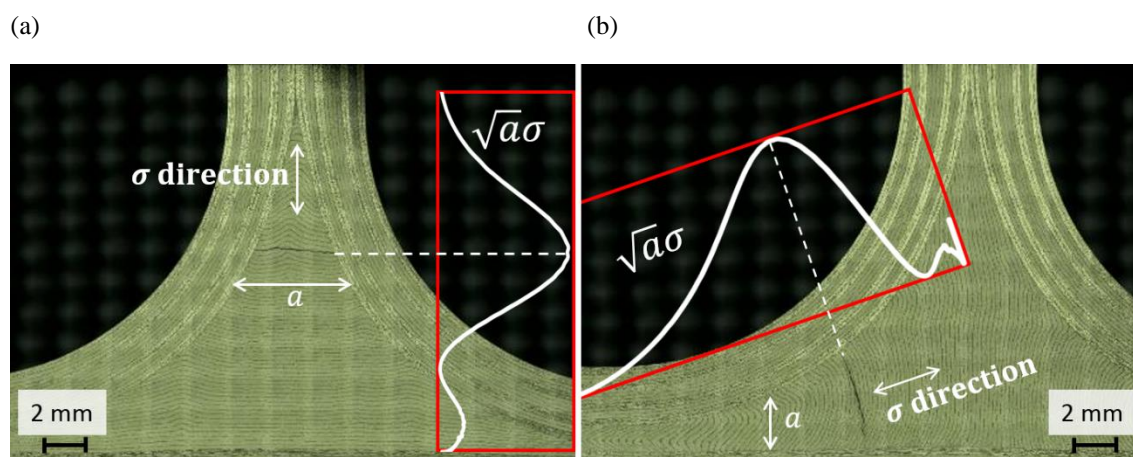 (a)
(b)
√aσ
σ direction
a
2 mm
√aσ
σ direction
a
2 mm